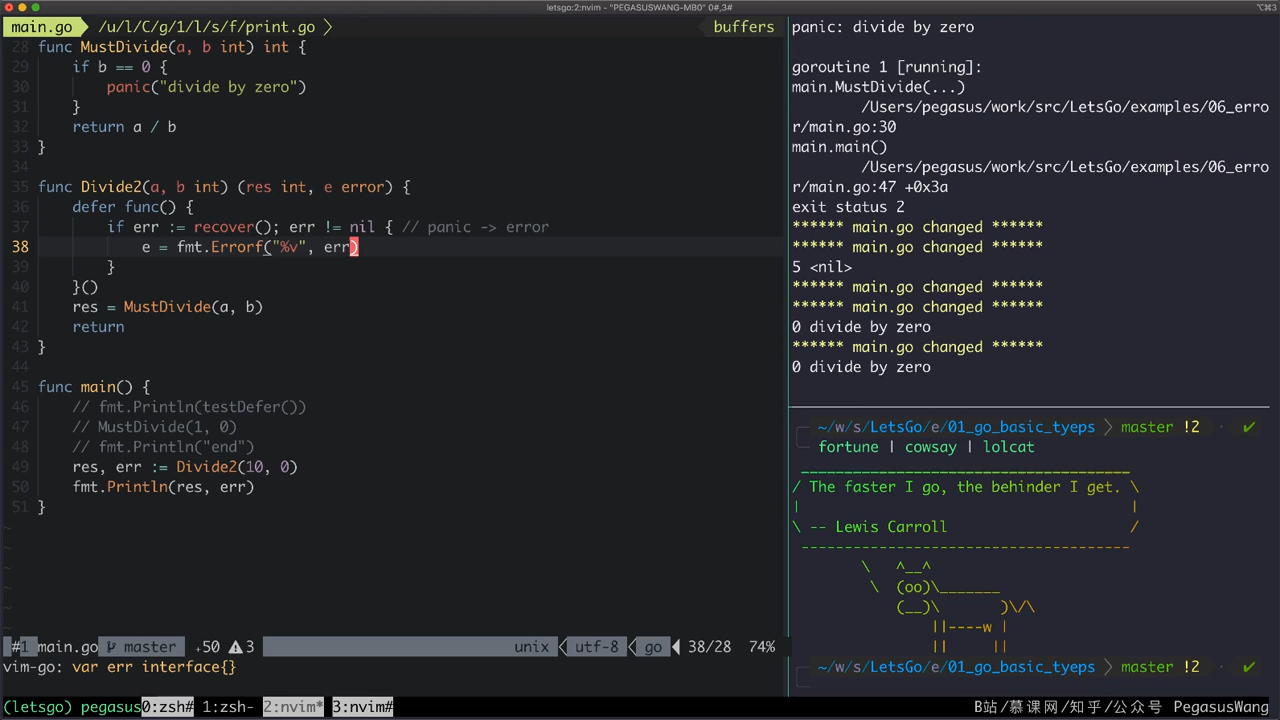 letsgo:2:nvim - "PEGASUSWANG-MB0" 0#,3#
⌥⌘3
main.go /u/l/C/g/1/l/s/f/print.go buffers
28 func MustDivide(a, b int) int {
29 if b == 0 {
30 panic("divide by zero")
31 }
32 return a / b
33 }
34
35 func Divide2(a, b int) (res int, e error) {
36 defer func() {
37 if err := recover(); err != nil { // panic -> error
38 e = fmt.Errorf("%v", err)
39 }
40 }()
41 res = MustDivide(a, b)
42 return
43 }
44
45 func main() {
46 // fmt.Println(testDefer())
47 // MustDivide(1, 0)
48 // fmt.Println("end")
49 res, err := Divide2(10, 0)
50 fmt.Println(res, err)
51 }
~
~
~
~
~
#1 main.go master +50 ▲3 unix utf-8 go 38/28 74%
vim-go: var err interface{}
panic: divide by zero
goroutine 1 [running]:
main.MustDivide(...)
/Users/pegasus/work/src/LetsGo/examples/06_erro
r/main.go:30
main.main()
/Users/pegasus/work/src/LetsGo/examples/06_erro
r/main.go:47 +0x3a
exit status 2
****** main.go changed ******
****** main.go changed ******
5 <nil>
****** main.go changed ******
****** main.go changed ******
0 divide by zero
****** main.go changed ******
0 divide by zero
~/w/s/LetsGo/e/01_go_basic_tyeps master !2 · ✔
fortune | cowsay | lolcat
_____________________________________
/ The faster I go, the behinder I get. \
| |
\ -- Lewis Carroll /
--------------------------------------
\ ^__^
\ (oo)\_______
(__)\ )\/\
||----w |
|| ||
~/w/s/LetsGo/e/01_go_basic_tyeps master !2 · ✔
(letsgo) pegasus 0:zsh# 1:zsh- 2:nvim* 3:nvim# B站/慕课网/知乎/公众号 PegasusWang